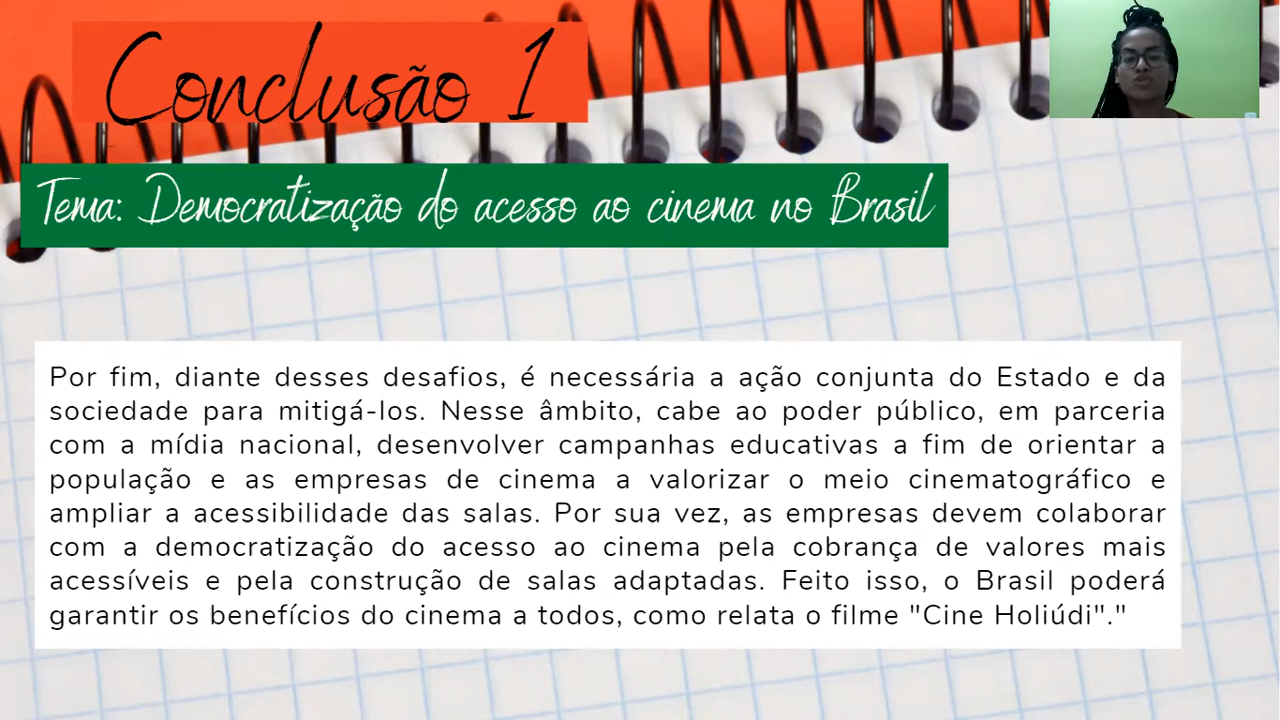 Conclusão 1
Tema: Democratização do acesso ao cinema no Brasil
Por fim, diante desses desafios, é necessária a ação conjunta do Estado e da
sociedade para mitigá-los. Nesse âmbito, cabe ao poder público, em parceria
com a mídia nacional, desenvolver campanhas educativas a fim de orientar a
população e as empresas de cinema a valorizar o meio cinematográfico e
ampliar a acessibilidade das salas. Por sua vez, as empresas devem colaborar
com a democratização do acesso ao cinema pela cobrança de valores mais
acessíveis e pela construção de salas adaptadas. Feito isso, o Brasil poderá
garantir os benefícios do cinema a todos, como relata o filme "Cine Holiúdi"."